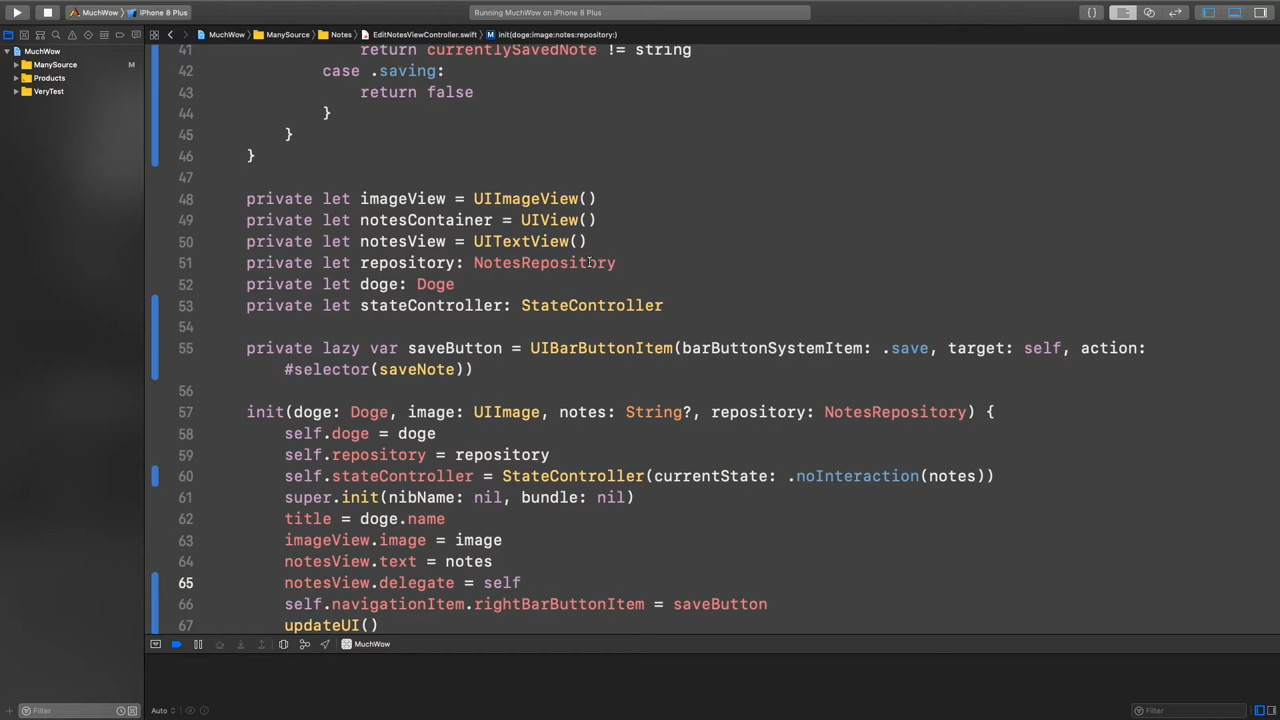 MuchWow
iPhone 8 Plus
Running MuchWow on iPhone 8 Plus
MuchWow
ManySource
Notes
EditNotesViewController.swift
M
init(doge:image:notes:repository:)
MuchWow
ManySource
M
Products
VeryTest
41 return currentlySavedNote != string
42 case .saving:
43 return false
44 }
45 }
46 }
47
48 private let imageView = UIImageView()
49 private let notesContainer = UIView()
50 private let notesView = UITextView()
51 private let repository: NotesRepository
52 private let doge: Doge
53 private let stateController: StateController
54
55 private lazy var saveButton = UIBarButtonItem(barButtonSystemItem: .save, target: self, action:
#selector(saveNote))
56
57 init(doge: Doge, image: UIImage, notes: String?, repository: NotesRepository) {
58 self.doge = doge
59 self.repository = repository
60 self.stateController = StateController(currentState: .noInteraction(notes))
61 super.init(nibName: nil, bundle: nil)
62 title = doge.name
63 imageView.image = image
64 notesView.text = notes
65 notesView.delegate = self
66 self.navigationItem.rightBarButtonItem = saveButton
67 updateUI()
MuchWow
Filter
Auto
Filter